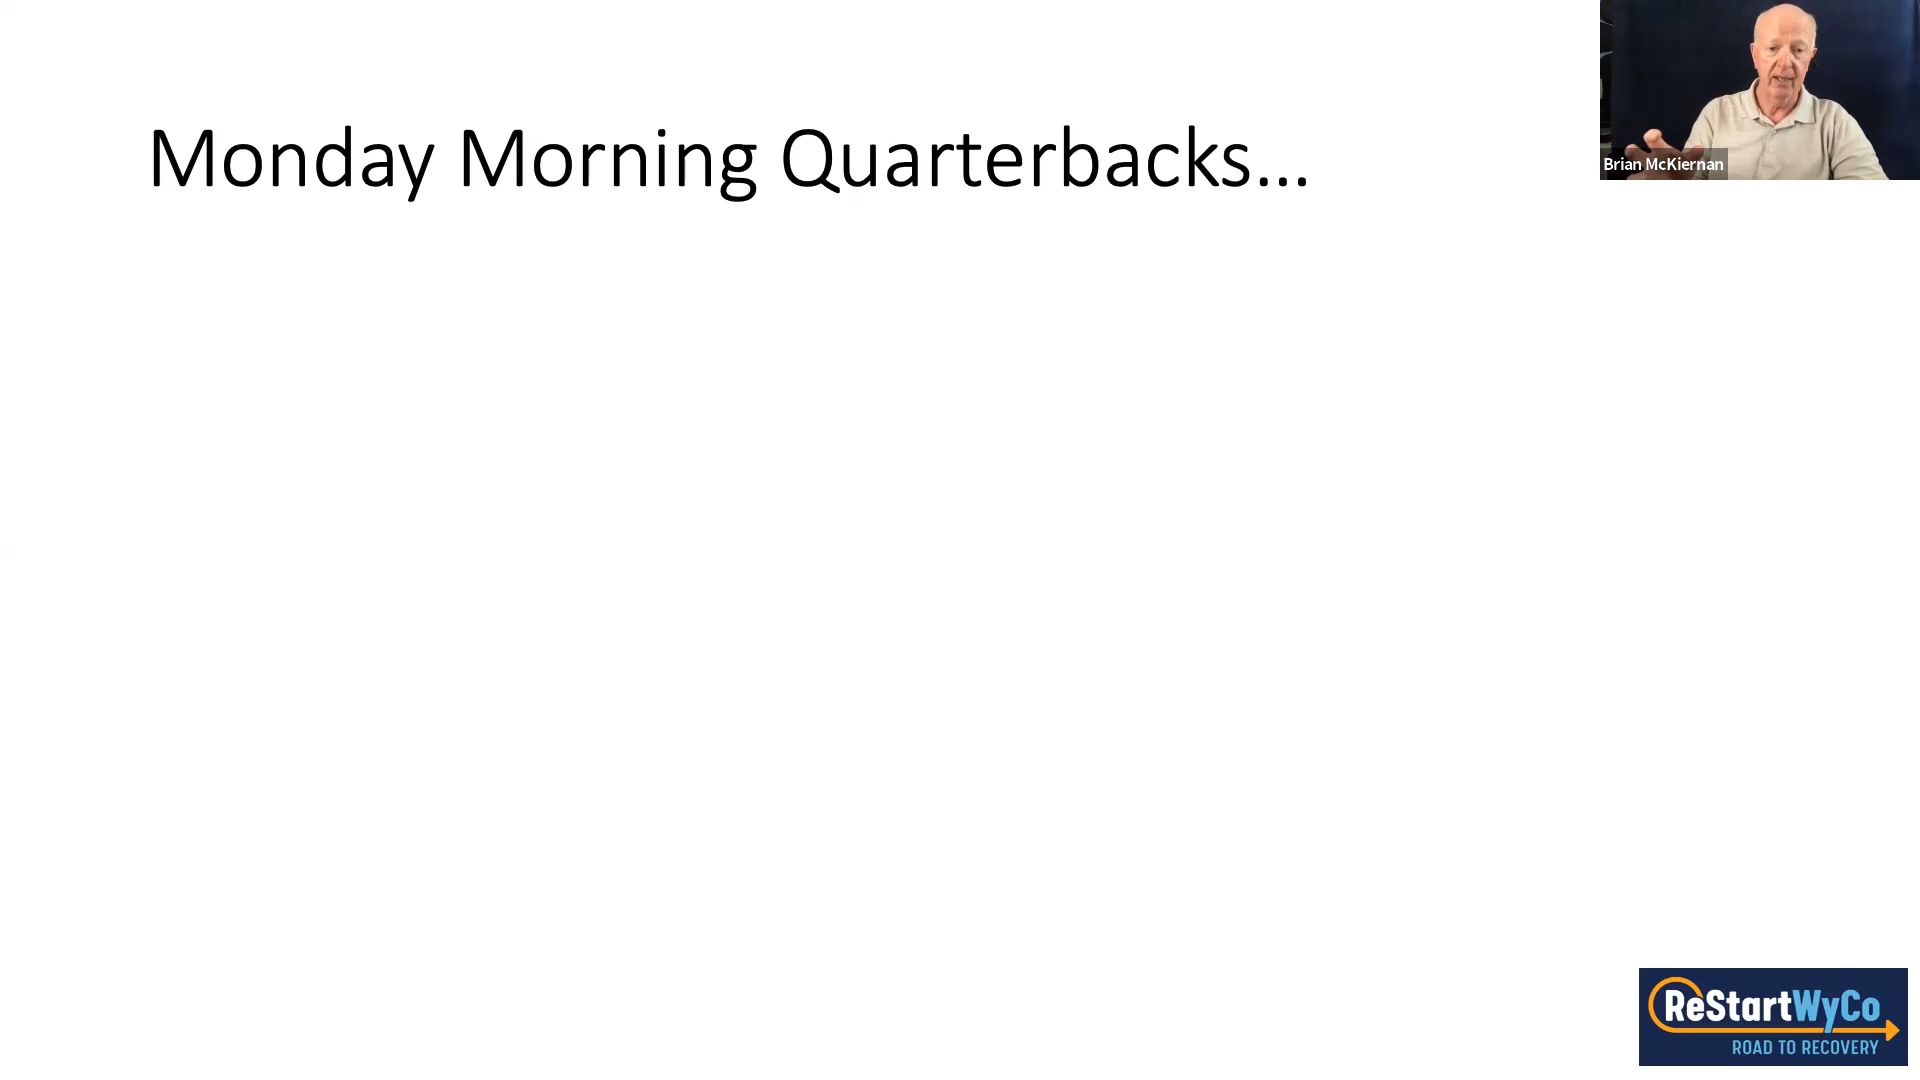 Monday Morning Quarterbacks...
Brian McKiernan
ReStartWyCo
ROAD TO RECOVERY